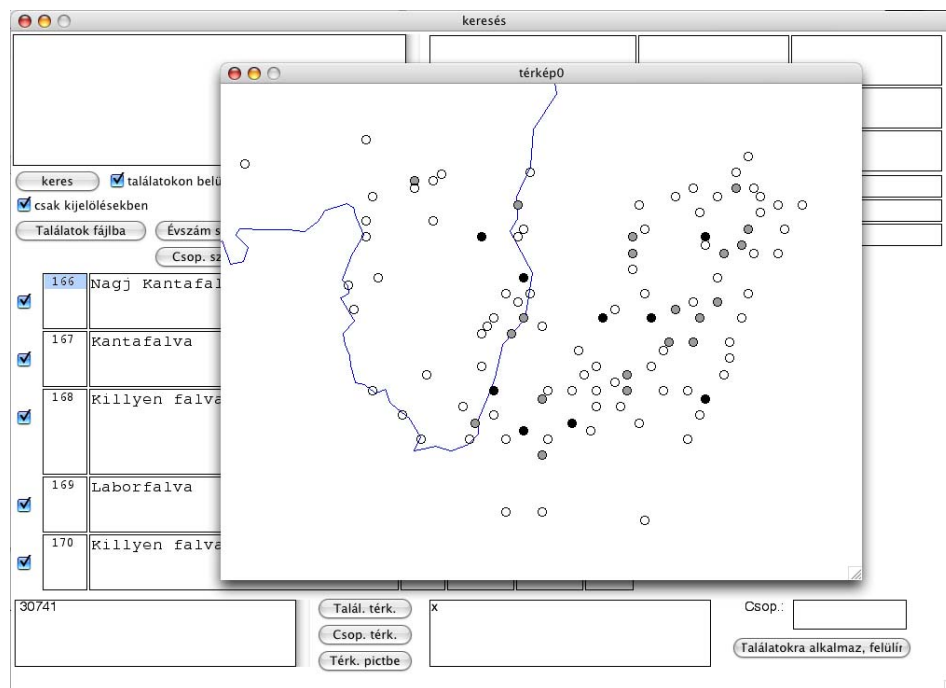 keresés
térkép0
keres
találatokon belü
csak kijelölésekben
Találatok fájlba
Évszám s
Csop. sz
166 Nagj Kantafal
167 Kantafalva
168 Killyen falva
169 Laborfalva
170 Killyen falva
30741
Talál. térk.
Csop. térk.
Térk. pictbe
x
Csop.:
Találatokra alkalmaz, felülír